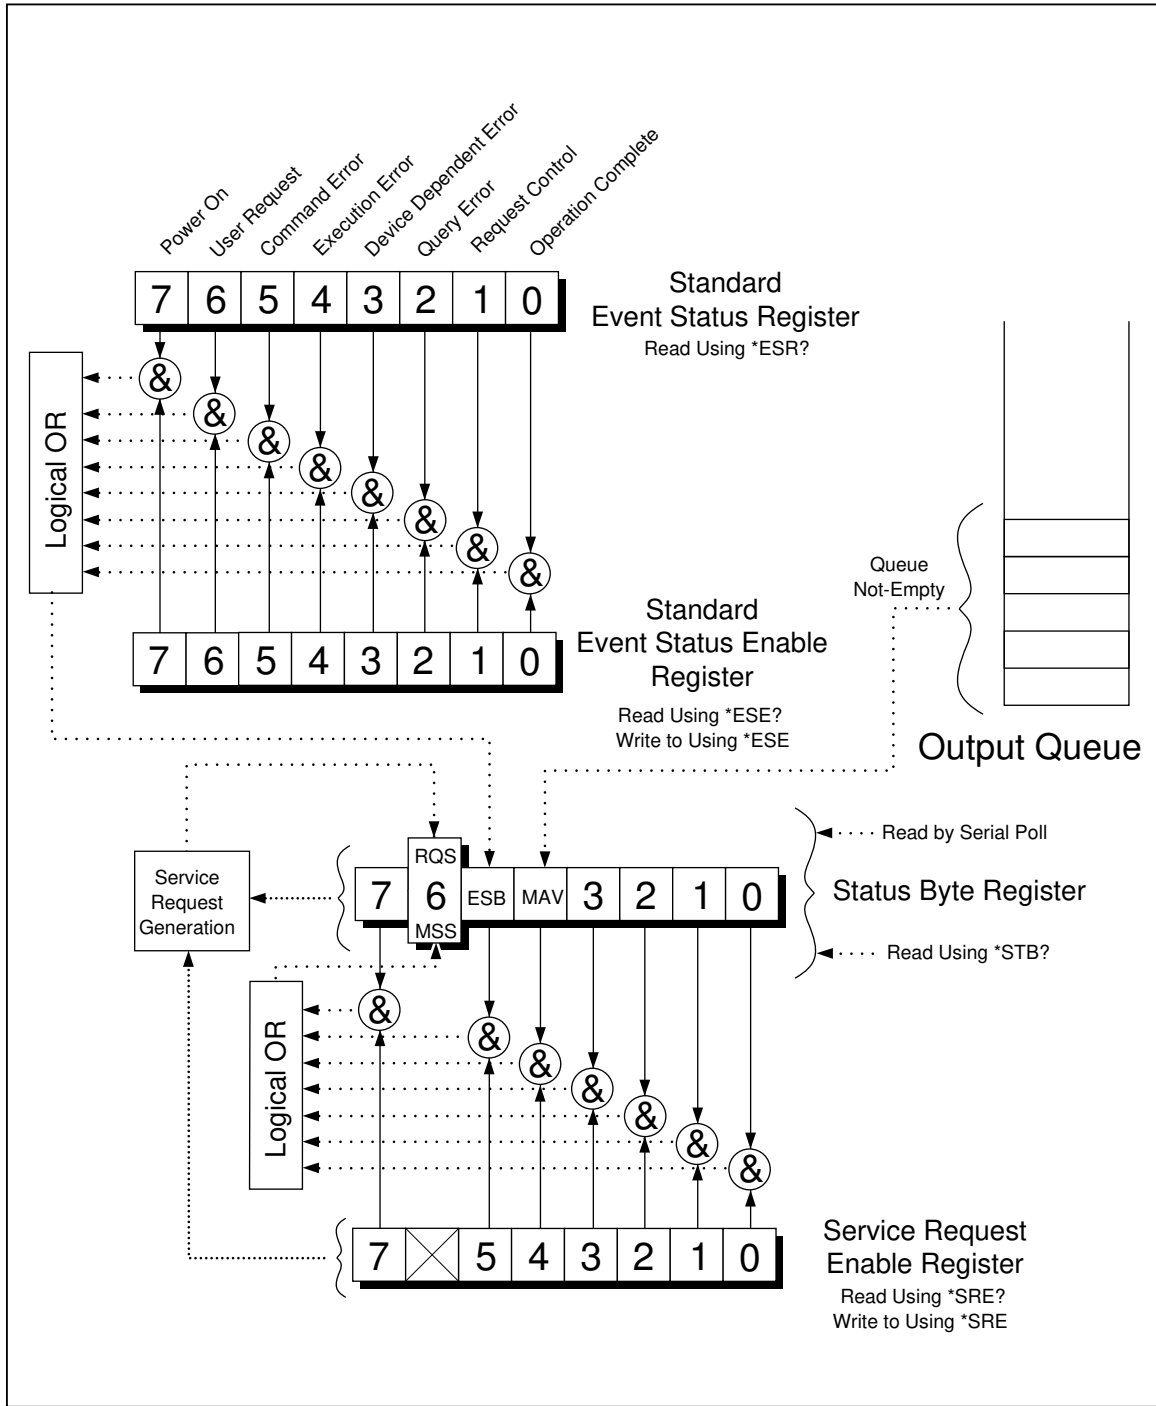 Power On
User Request
Command Error
Execution Error
Device Dependent Error
Query Error
Request Control
Operation Complete
7 6 5 4 3 2 1 0
Standard
Event Status Register
Read Using *ESR?
Logical OR
&
&
&
&
&
&
&
&
Queue
Not-Empty
Output Queue
7 6 5 4 3 2 1 0
Standard
Event Status Enable
Register
Read Using *ESE?
Write to Using *ESE
Service
Request
Generation
RQS
7 6 ESB MAV 3 2 1 0
MSS
Read by Serial Poll
Status Byte Register
Read Using *STB?
Logical OR
&
&
&
&
&
&
&
7 5 4 3 2 1 0
Service Request
Enable Register
Read Using *SRE?
Write to Using *SRE